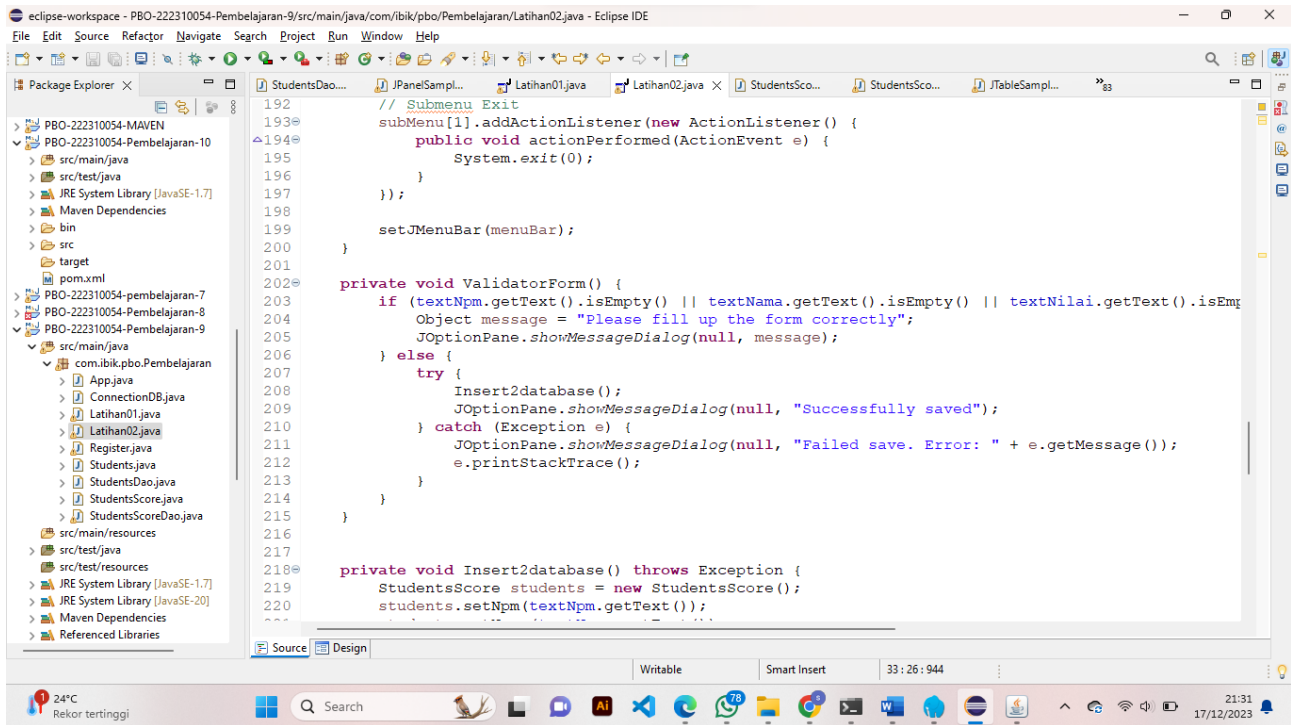 eclipse-workspace - PBO-222310054-Pembelajaran-9/src/main/java/com/ibik/pbo/Pembelajaran/Latihan02.java - Eclipse IDE
File Edit Source Refactor Navigate Search Project Run Window Help
Package Explorer
StudentsDao.... JPanelSampl... Latihan01.java Latihan02.java StudentsSco... StudentsSco... JTableSampl... 83
PBO-222310054-MAVEN
PBO-222310054-Pembelajaran-10
src/main/java
src/test/java
JRE System Library [JavaSE-1.7]
Maven Dependencies
bin
src
target
pom.xml
PBO-222310054-pembelajaran-7
PBO-222310054-Pembelajaran-8
PBO-222310054-Pembelajaran-9
src/main/java
com.ibik.pbo.Pembelajaran
App.java
ConnectionDB.java
Latihan01.java
Latihan02.java
Register.java
Students.java
StudentsDao.java
StudentsScore.java
StudentsScoreDao.java
src/main/resources
src/test/java
src/test/resources
JRE System Library [JavaSE-1.7]
JRE System Library [JavaSE-20]
Maven Dependencies
Referenced Libraries
192 // Submenu Exit
193 subMenu[1].addActionListener(new ActionListener() {
194 public void actionPerformed(ActionEvent e) {
195 System.exit(0);
196 }
197 });
198
199 setJMenuBar(menuBar);
200 }
201
202 private void ValidatorForm() {
203 if (textNpm.getText().isEmpty() || textNama.getText().isEmpty() || textNilai.getText().isEmp
204 Object message = "Please fill up the form correctly";
205 JOptionPane.showMessageDialog(null, message);
206 } else {
207 try {
208 Insert2database();
209 JOptionPane.showMessageDialog(null, "Successfully saved");
210 } catch (Exception e) {
211 JOptionPane.showMessageDialog(null, "Failed save. Error: " + e.getMessage());
212 e.printStackTrace();
213 }
214 }
215 }
216
217
218 private void Insert2database() throws Exception {
219 StudentsScore students = new StudentsScore();
220 students.setNpm(textNpm.getText());
Source Design
Writable Smart Insert 33 : 26 : 944
1 24°C
Rekor tertinggi
Search
Ai
78
S
W
21:31
17/12/2023